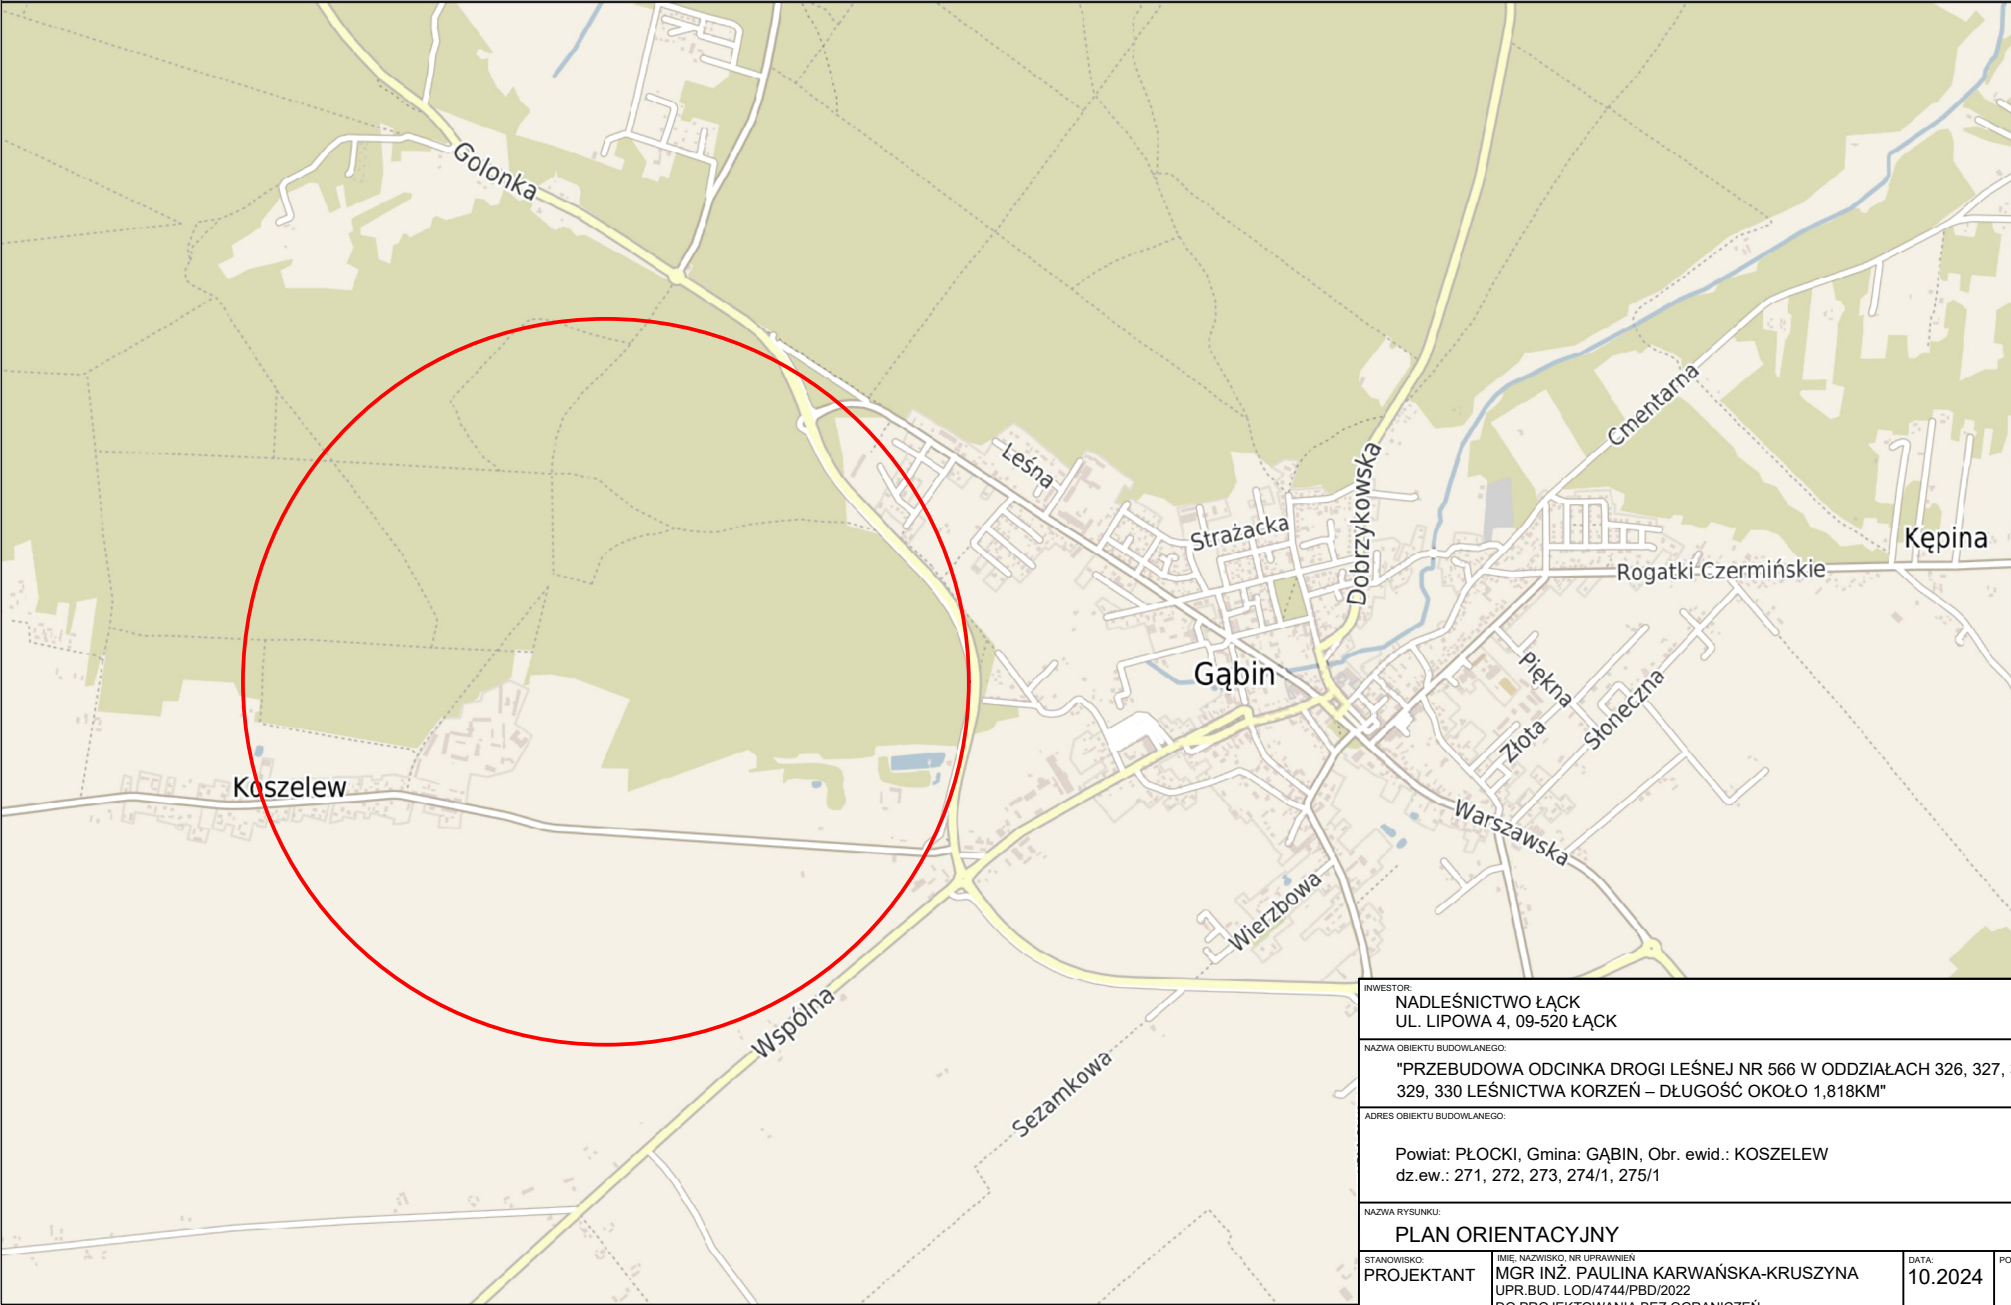 Golonka
Leśna
Strażacka
Dobrzykowska
Cmentarna
Kępina
Rogatki Czermińskie
Gąbin
Piękna
Słoneczna
Złota
Koszelew
Warszawska
Wierzbowa
Wspólna
Sezamkowa
INWESTOR:
NADLEŚNICTWO ŁĄCK
UL. LIPOWA 4, 09-520 ŁĄCK
NAZWA OBIEKTU BUDOWLANEGO:
"PRZEBUDOWA ODCINKA DROGI LEŚNEJ NR 566 W ODDZIAŁACH 326, 327,
329, 330 LEŚNICTWA KORZEŃ – DŁUGOŚĆ OKOŁO 1,818KM"
ADRES OBIEKTU BUDOWLANEGO:
Powiat: PŁOCKI, Gmina: GĄBIN, Obr. ewid.: KOSZELEW
dz.ew.: 271, 272, 273, 274/1, 275/1
NAZWA RYSUNKU:
PLAN ORIENTACYJNY
STANOWISKO:
PROJEKTANT
IMIĘ, NAZWISKO, NR UPRAWNIEŃ
MGR INŻ. PAULINA KARWAŃSKA-KRUSZYNA
UPR.BUD. LOD/4744/PBD/2022
DO PROJEKTOWANIA BEZ OGRANICZEŃ
DATA:
10.2024